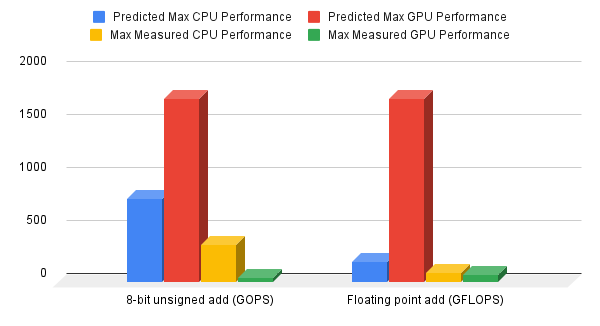 Predicted Max CPU Performance Predicted Max GPU Performance
Max Measured CPU Performance Max Measured GPU Performance
2000
1500
1000
500
0
8-bit unsigned add (GOPS) Floating point add (GFLOPS)